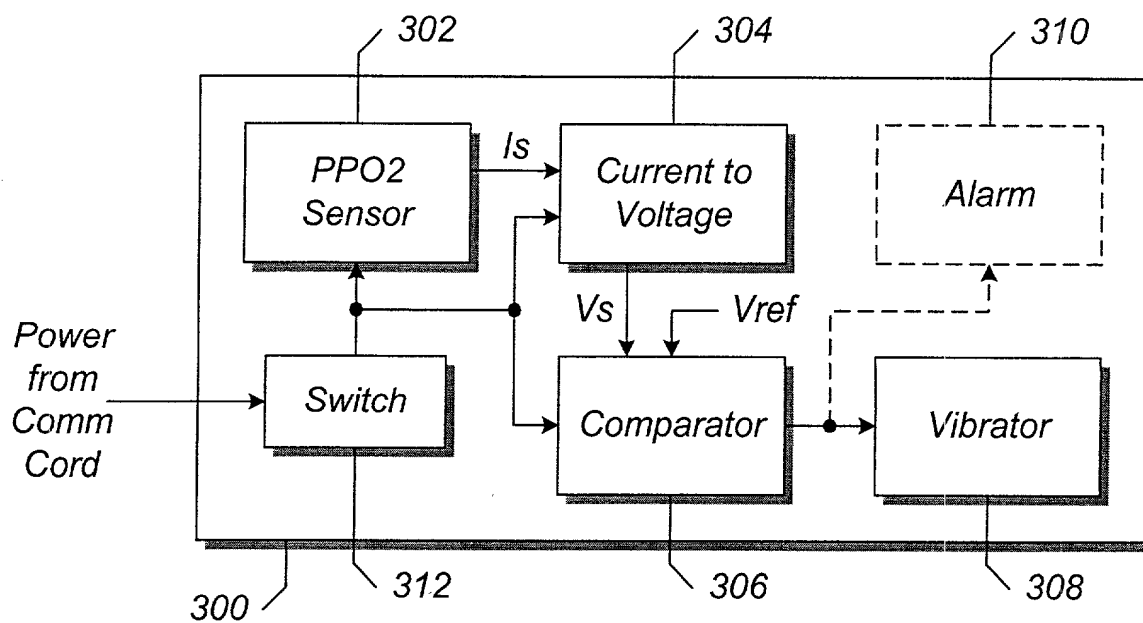 302
304
310
PPO2
Sensor
Is
Current to
Voltage
Alarm
Vs
Vref
Power
from
Comm
Cord
Switch
Comparator
Vibrator
300
312
306
308